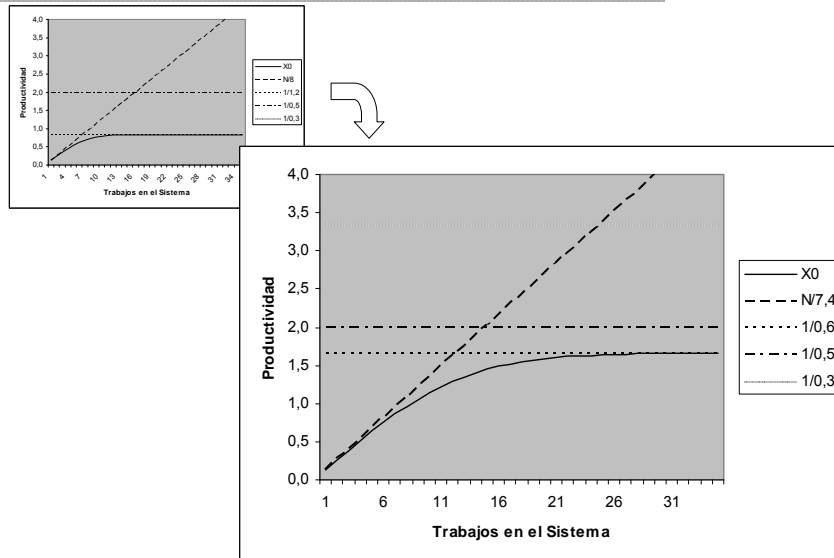 4,0
3,5
3,0
2,5
2,0
1,5
1,0
0,5
0,0
Productividad
1 4 7 10 13 16 19 22 25 28 31 34
Trabajos en el Sistema
X0
N/8
1/1,2
1/0,5
1/0,3
4,0
3,5
3,0
2,5
2,0
1,5
1,0
0,5
0,0
Productividad
1 6 11 16 21 26 31
Trabajos en el Sistema
X0
N/7,4
1/0,6
1/0,5
1/0,3